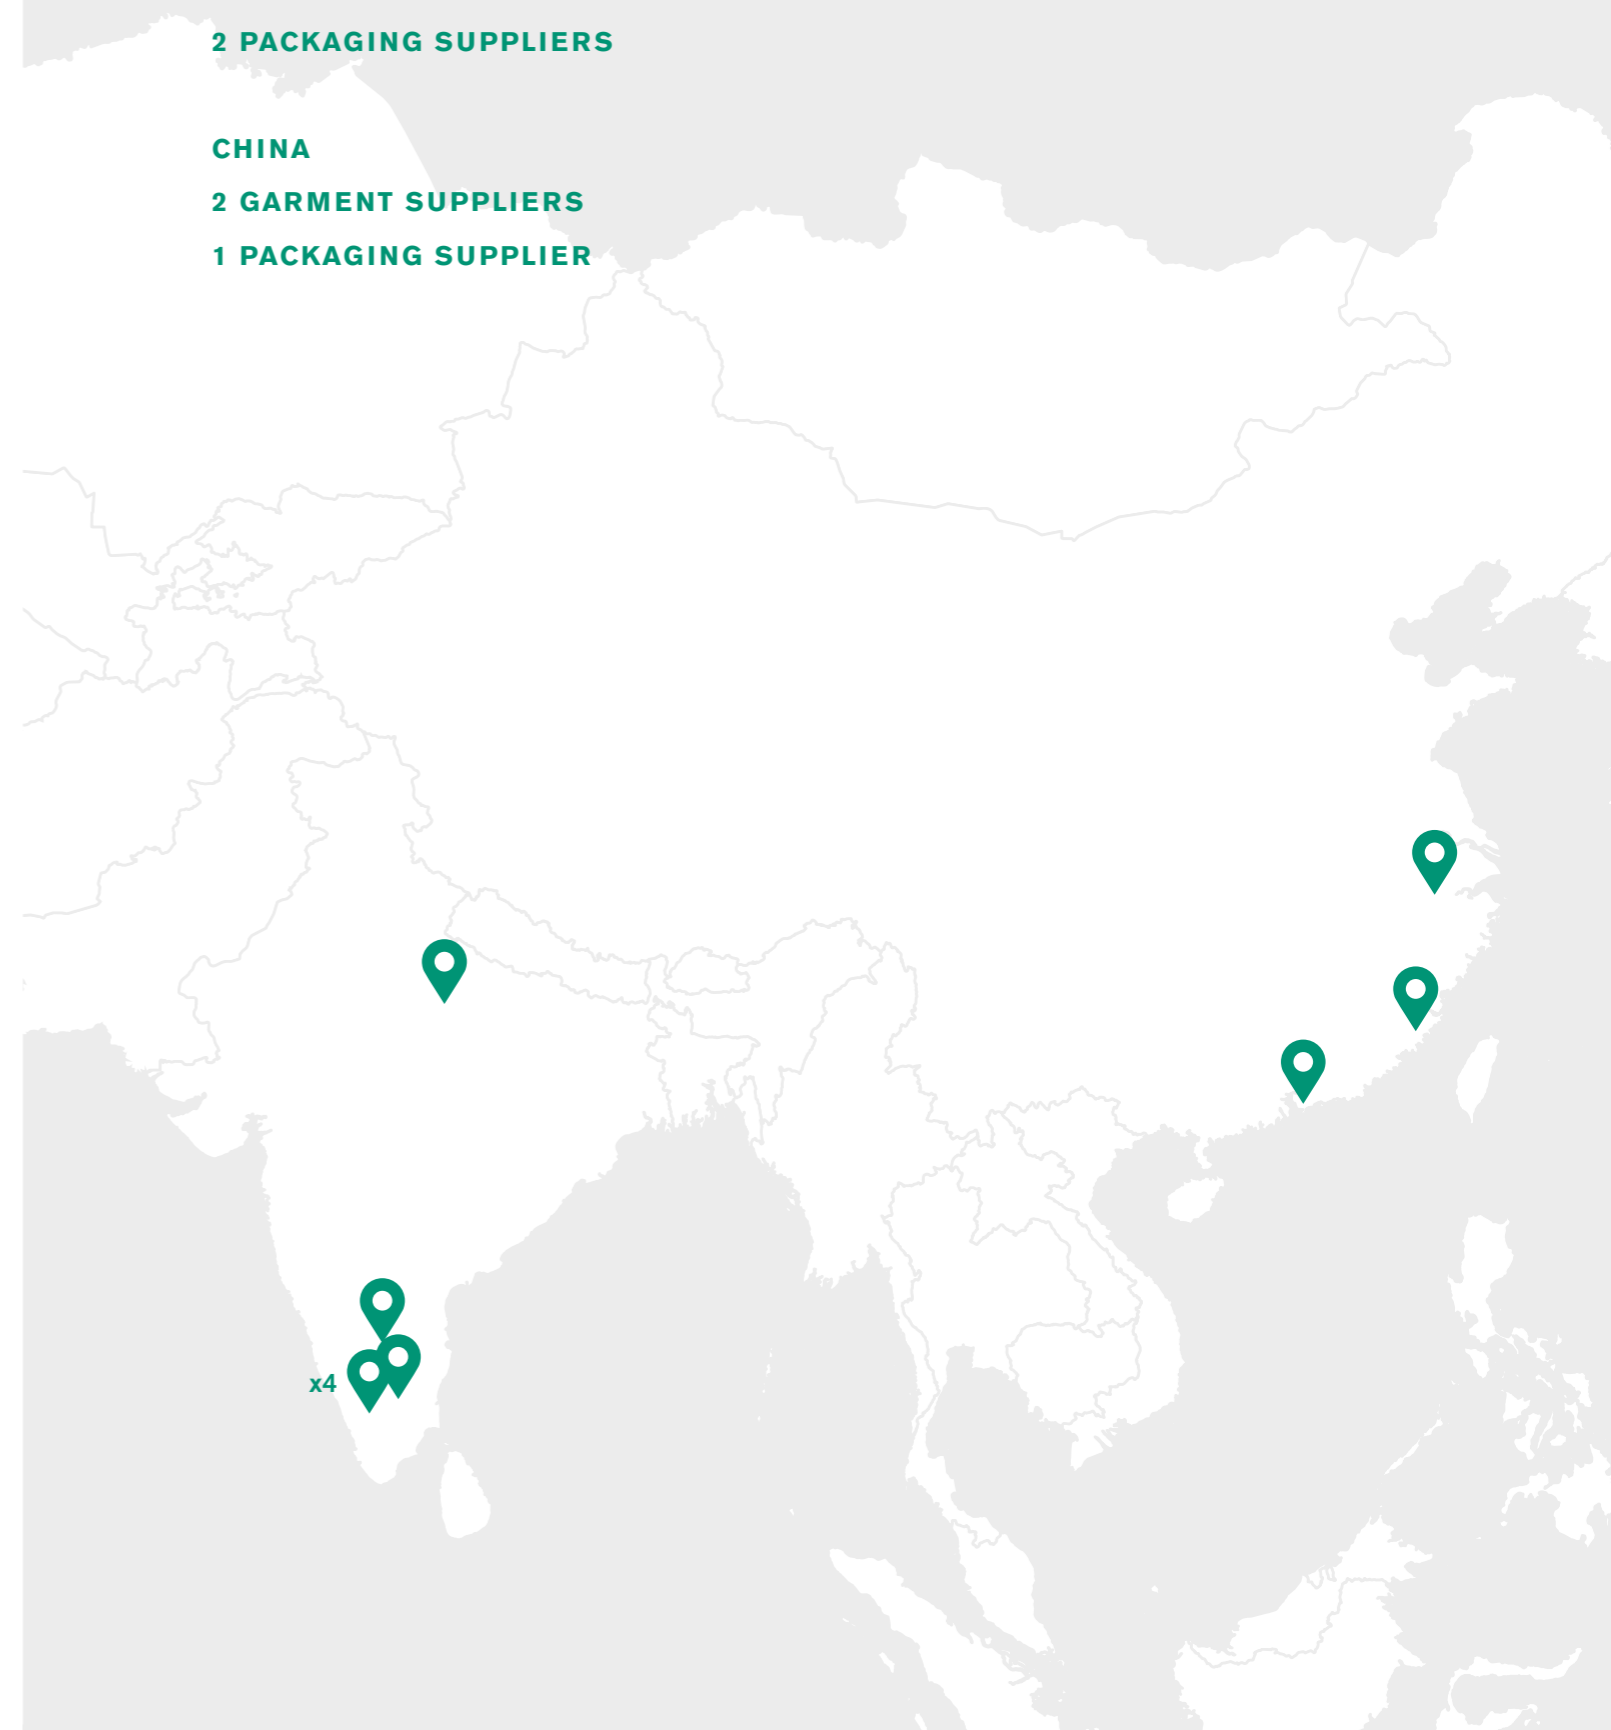 2 PACKAGING SUPPLIERS
CHINA
2 GARMENT SUPPLIERS
1 PACKAGING SUPPLIER
x4